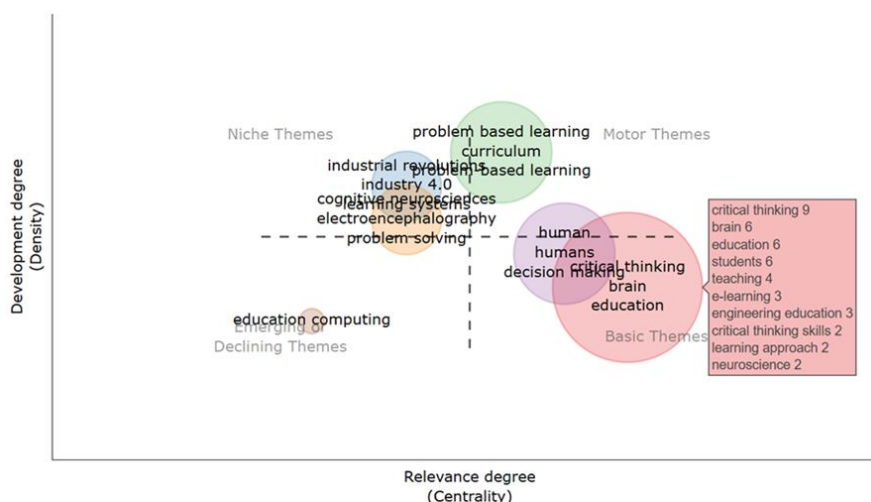 Niche Themes
Motor Themes
problem based learning
curriculum
problem-based learning
industrial revolutions
industry 4.0
learning systems
cognitive neurosciences
electroencephalography
problem solving
human
humans
decision making
critical thinking
brain
education
education computing
Emerging or
Declining Themes
Basic Themes
critical thinking 9
brain 6
education 6
students 6
teaching 4
e-learning 3
engineering education 3
critical thinking skills 2
learning approach 2
neuroscience 2
Development degree
(Density)
Relevance degree
(Centrality)